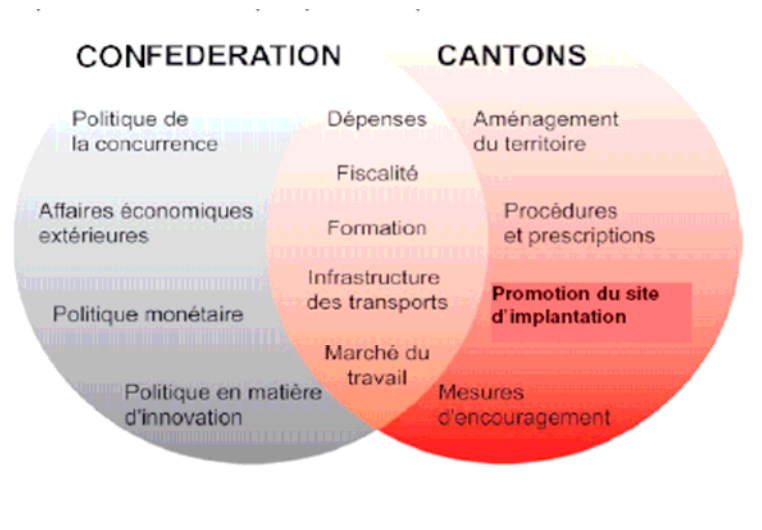 CONFEDERATION
CANTONS
Politique de
la concurrence
Affaires économiques
extérieures
Politique monétaire
Politique en matière
d'innovation
Dépenses
Fiscalité
Formation
Infrastructure
des transports
Marché du
travail
Aménagement
du territoire
Procédures
et prescriptions
Promotion du site
d'implantation
Mesures
d'encouragement